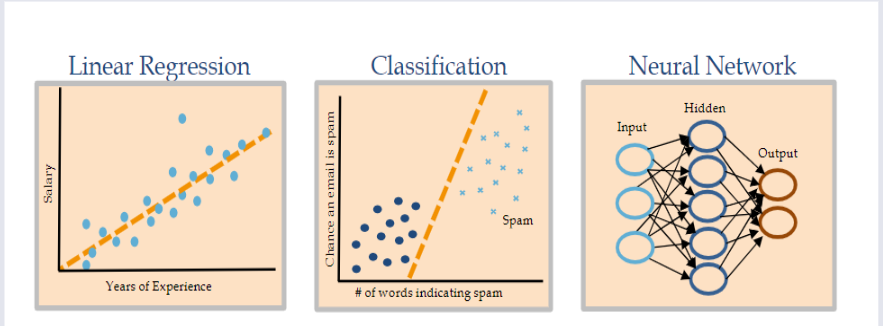 Linear Regression
Salary
Years of Experience
Classification
Chance an email is spam
Spam
# of words indicating spam
Neural Network
Hidden
Input
Output